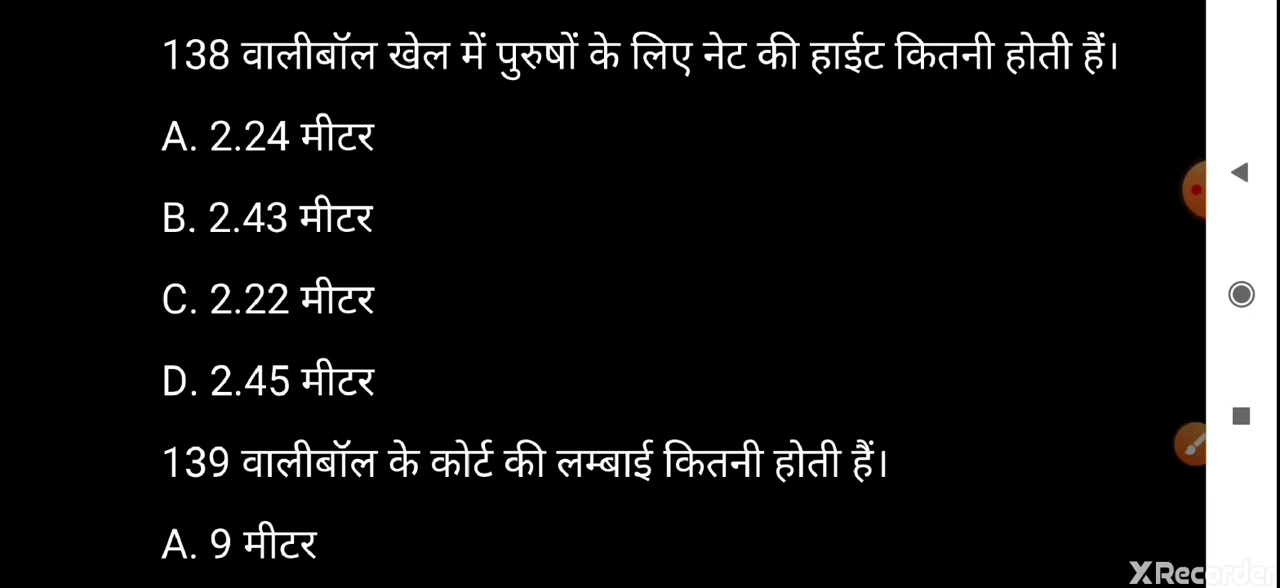 138 वालीबॉल खेल में पुरुषों के लिए नेट की हाईट कितनी होती हैं।
A. 2.24 मीटर
B. 2.43 मीटर
C. 2.22 मीटर
D. 2.45 मीटर
139 वालीबॉल के कोर्ट की लम्बाई कितनी होती हैं।
A. 9 मीटर
XRecorder